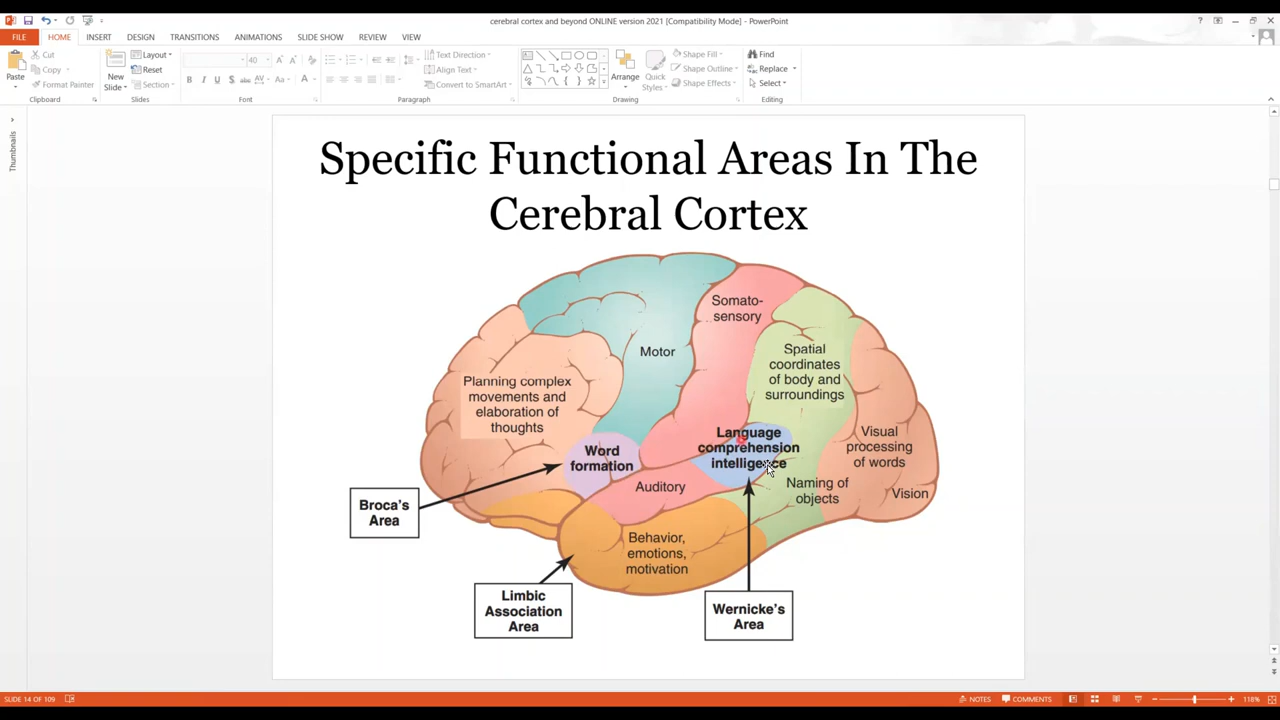 cerebral cortex and beyond ONLINE version 2021 [Compatibility Mode] - PowerPoint
FILE HOME INSERT DESIGN TRANSITIONS ANIMATIONS SLIDE SHOW REVIEW VIEW
Paste
Cut
Copy
Format Painter
Clipboard
New
Slide
Layout
Reset
Section
Slides
40
B I U S abc AV Aa A
Font
Text Direction
Align Text
Convert to SmartArt
Paragraph
Arrange
Quick
Styles
Shape Fill
Shape Outline
Shape Effects
Drawing
Find
Replace
Select
Editing
Thumbnails
Specific Functional Areas In The
Cerebral Cortex
Somato-
sensory
Motor
Spatial
coordinates
of body and
surroundings
Planning complex
movements and
elaboration of
thoughts
Word
formation
Language
comprehension
intelligence
Visual
processing
of words
Auditory
Naming of
objects
Vision
Broca's
Area
Behavior,
emotions,
motivation
Limbic
Association
Area
Wernicke's
Area
SLIDE 14 OF 109
NOTES COMMENTS 118%